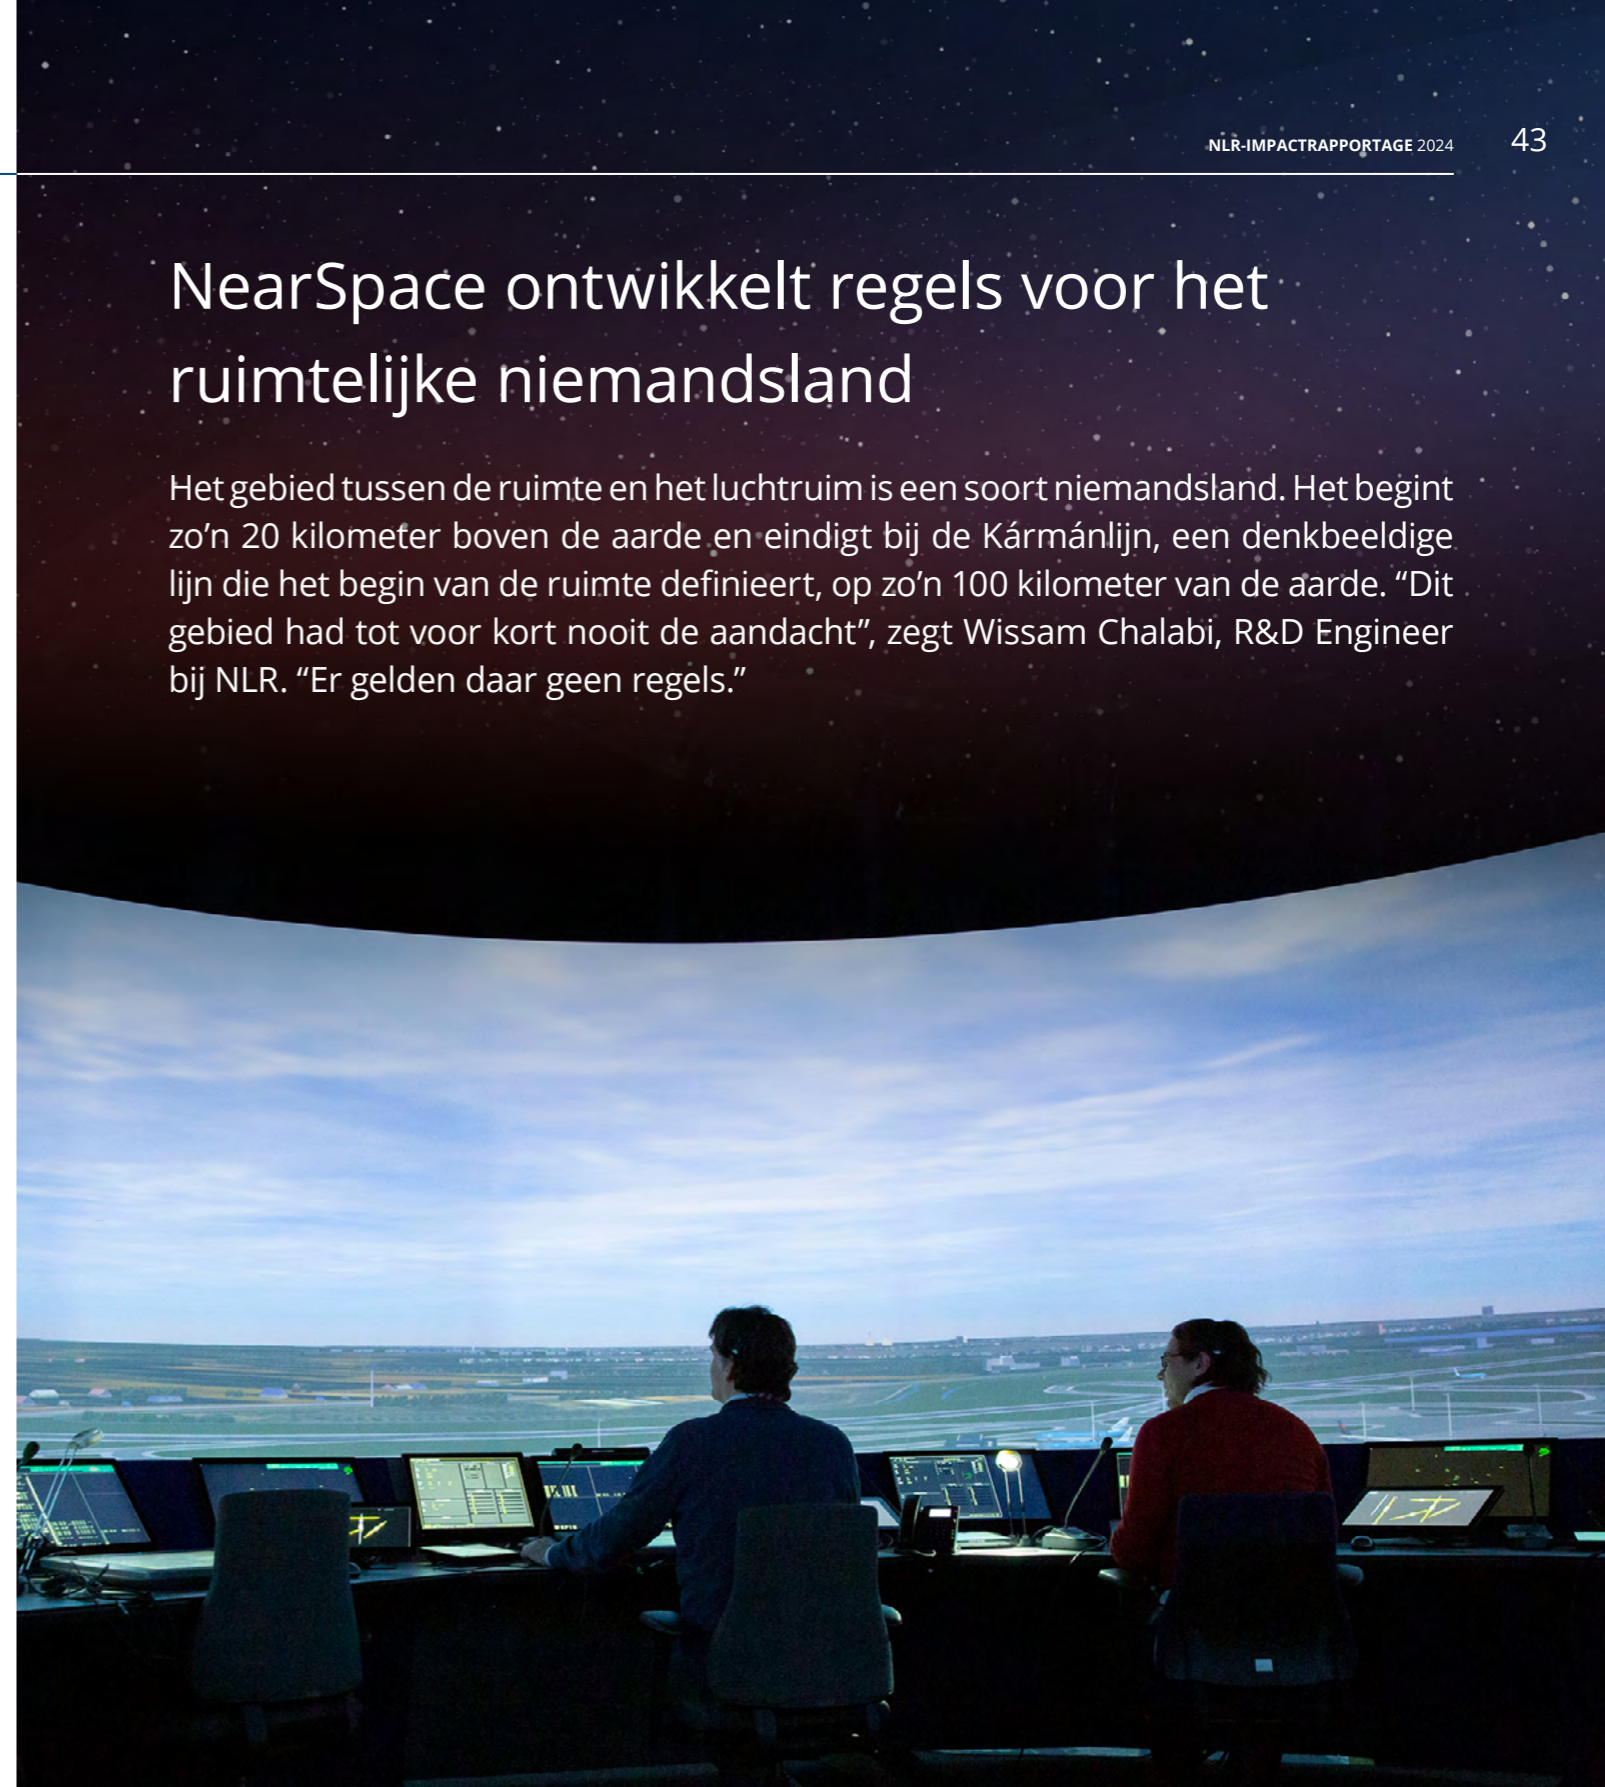 NLR-IMPACTRAPPORTAGE 2024 43
NearSpace ontwikkelt regels voor het
ruimtelijke niemandsland
Het gebied tussen de ruimte en het luchtruim is een soort niemandsland. Het begint
zo’n 20 kilometer boven de aarde en eindigt bij de Kármánlijn, een denkbeeldige
lijn die het begin van de ruimte definieert, op zo’n 100 kilometer van de aarde. “Dit
gebied had tot voor kort nooit de aandacht”, zegt Wissam Chalabi, R&D Engineer
bij NLR. “Er gelden daar geen regels.”